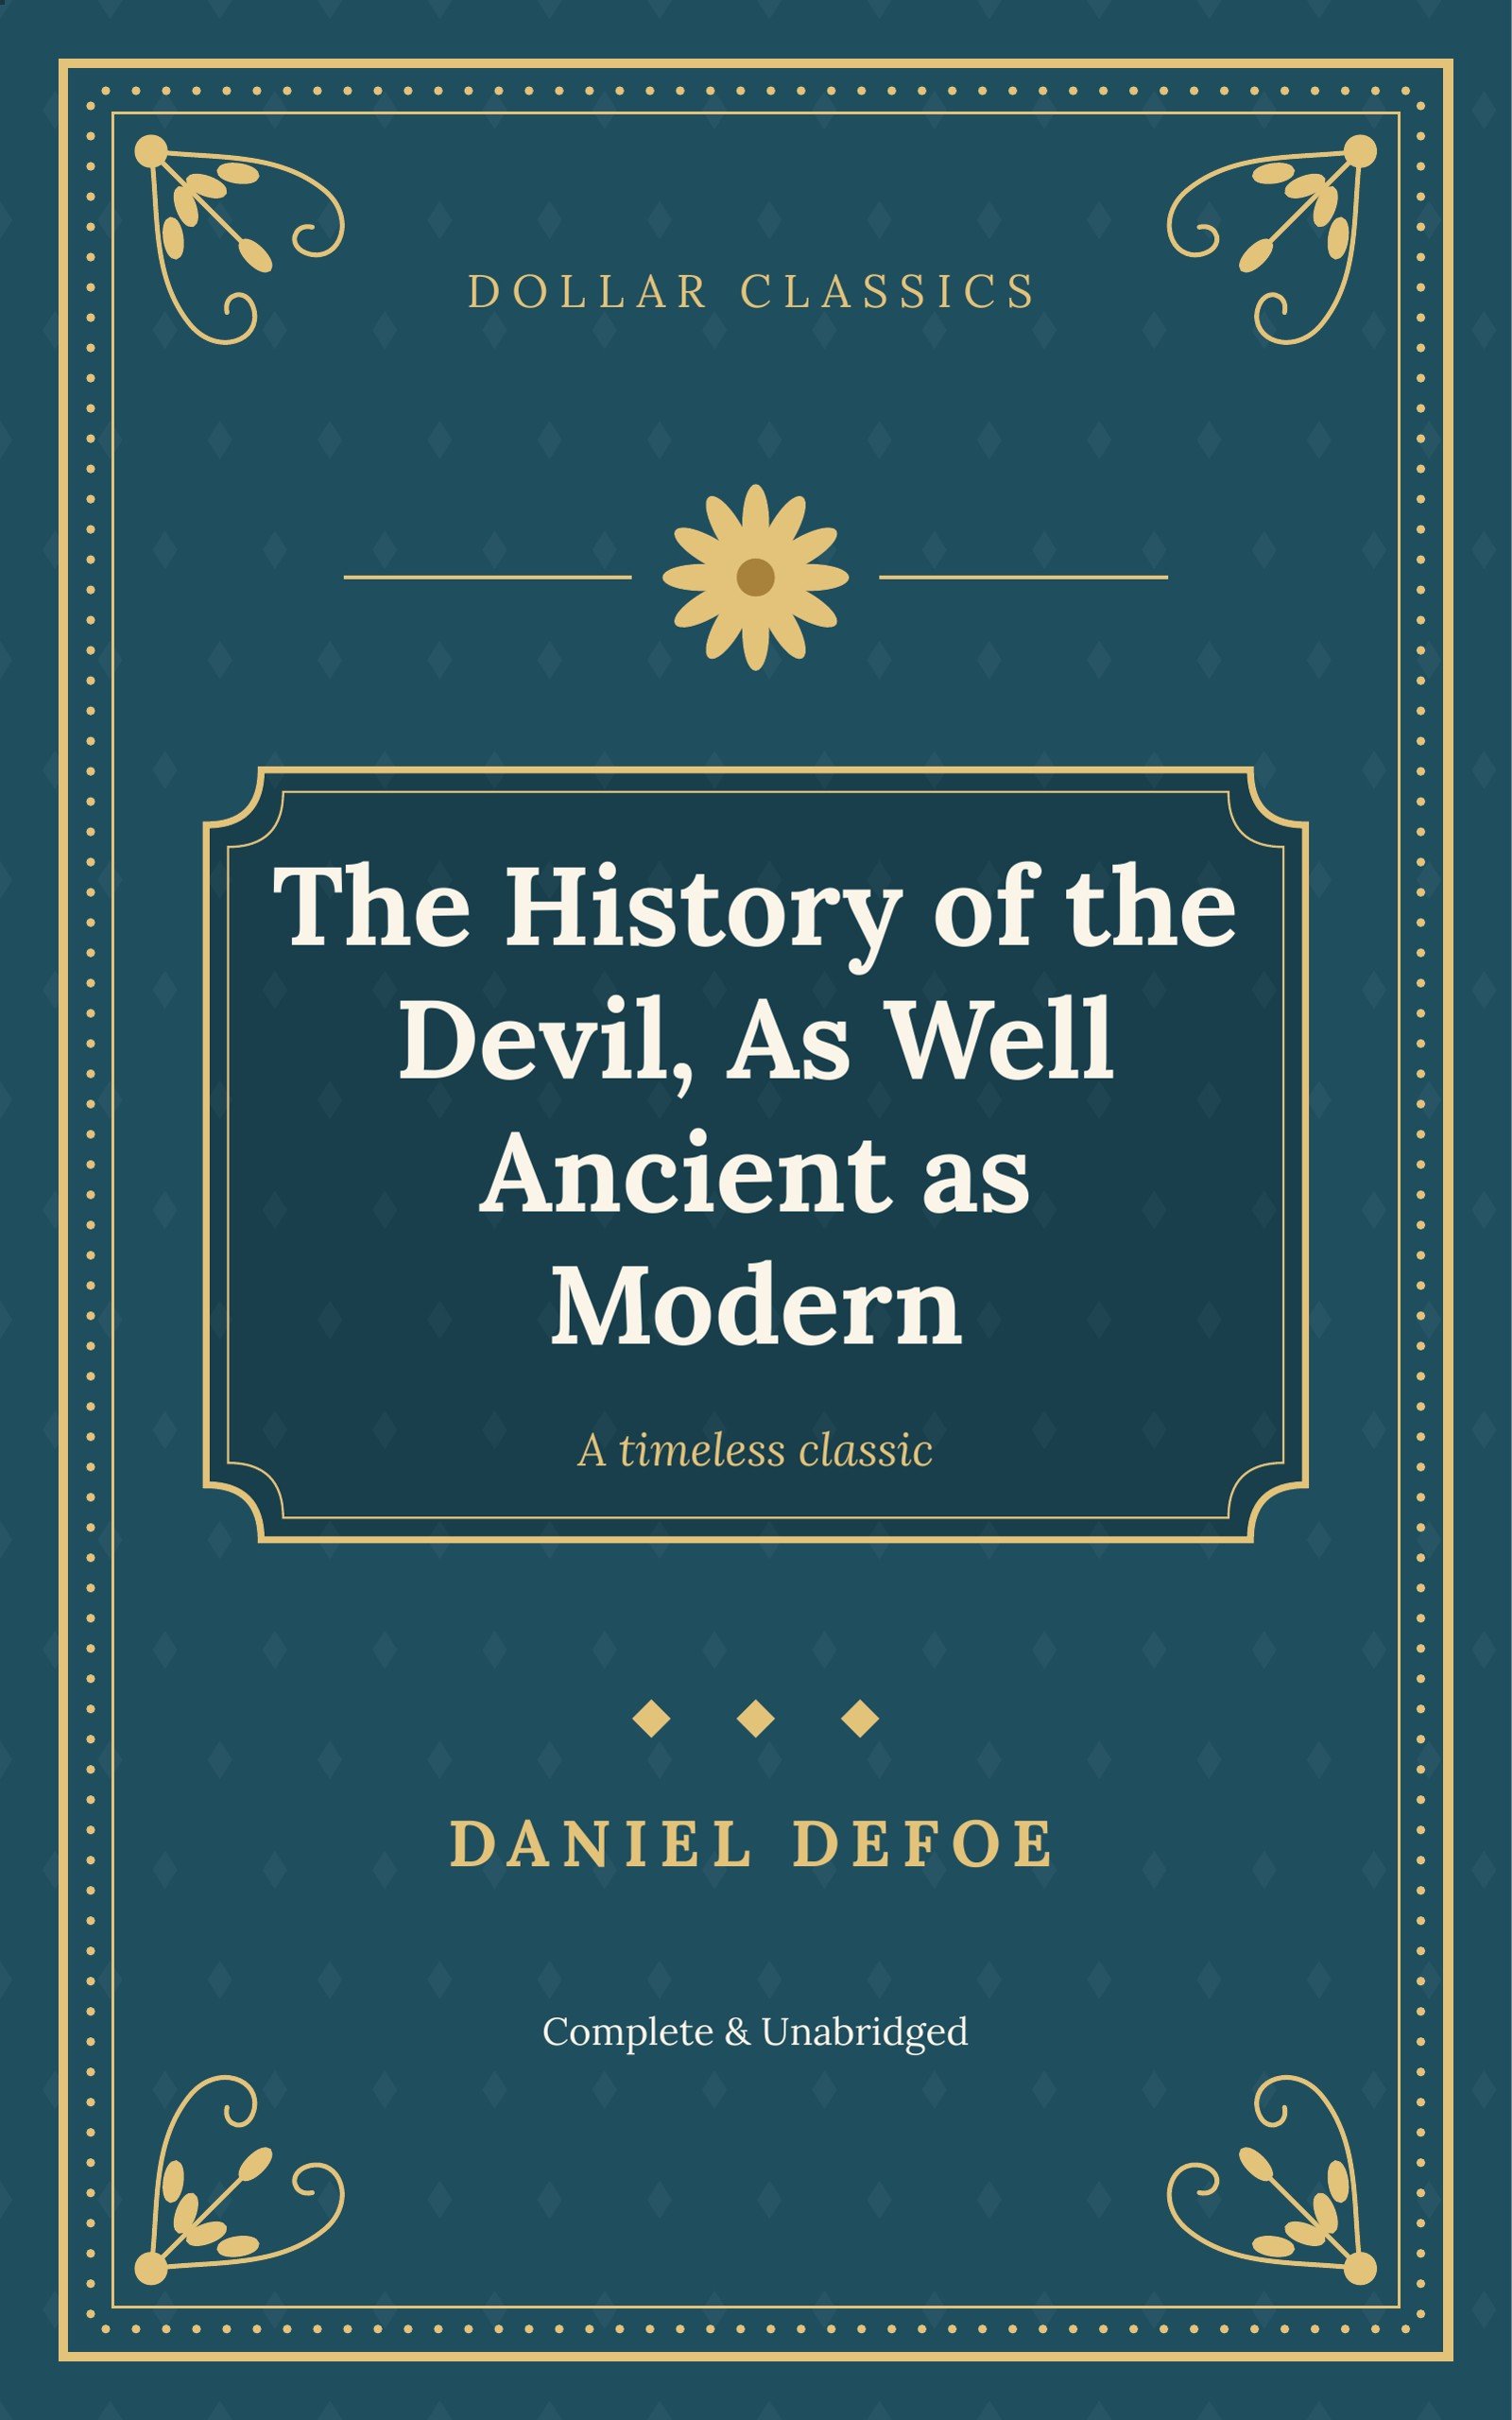 DOLLAR CLASSICS
The History of the
Devil, As Well
Ancient as
Modern
A timeless classic
DANIEL DEFOE
Complete & Unabridged